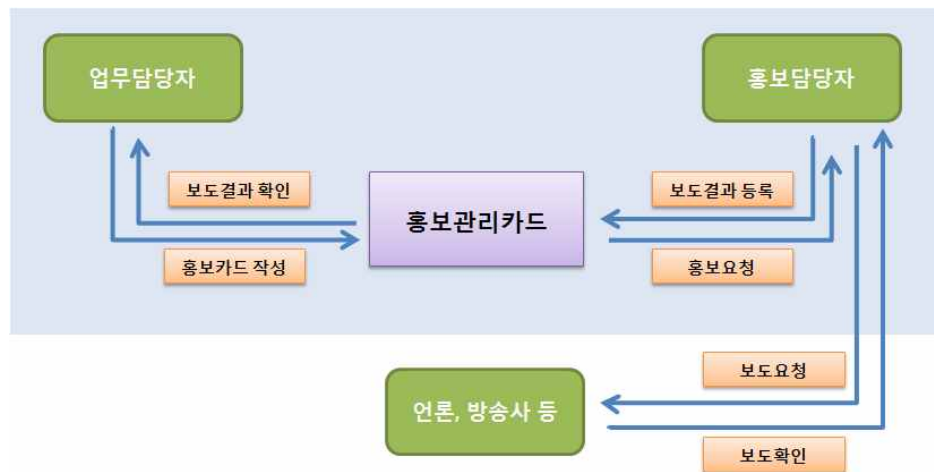 업무담당자
홍보담당자
보도결과 확인
보도결과 등록
홍보관리카드
홍보카드 작성
홍보요청
보도요청
언론, 방송사 등
보도확인